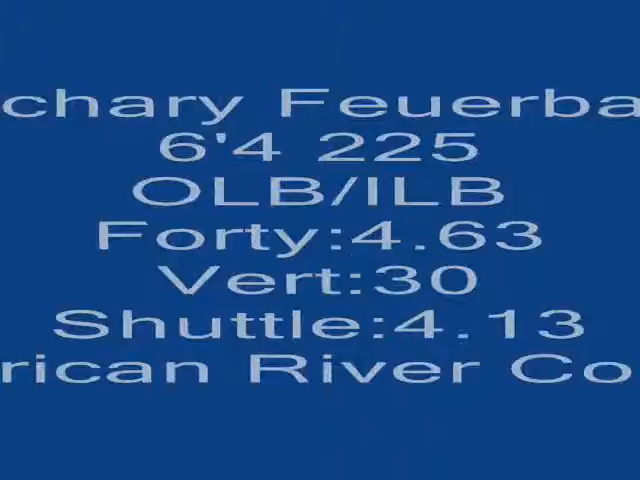 chary Feuerba
6'4 225
OLB/ILB
Forty:4.63
Vert:30
Shuttle:4.13
rican River Co